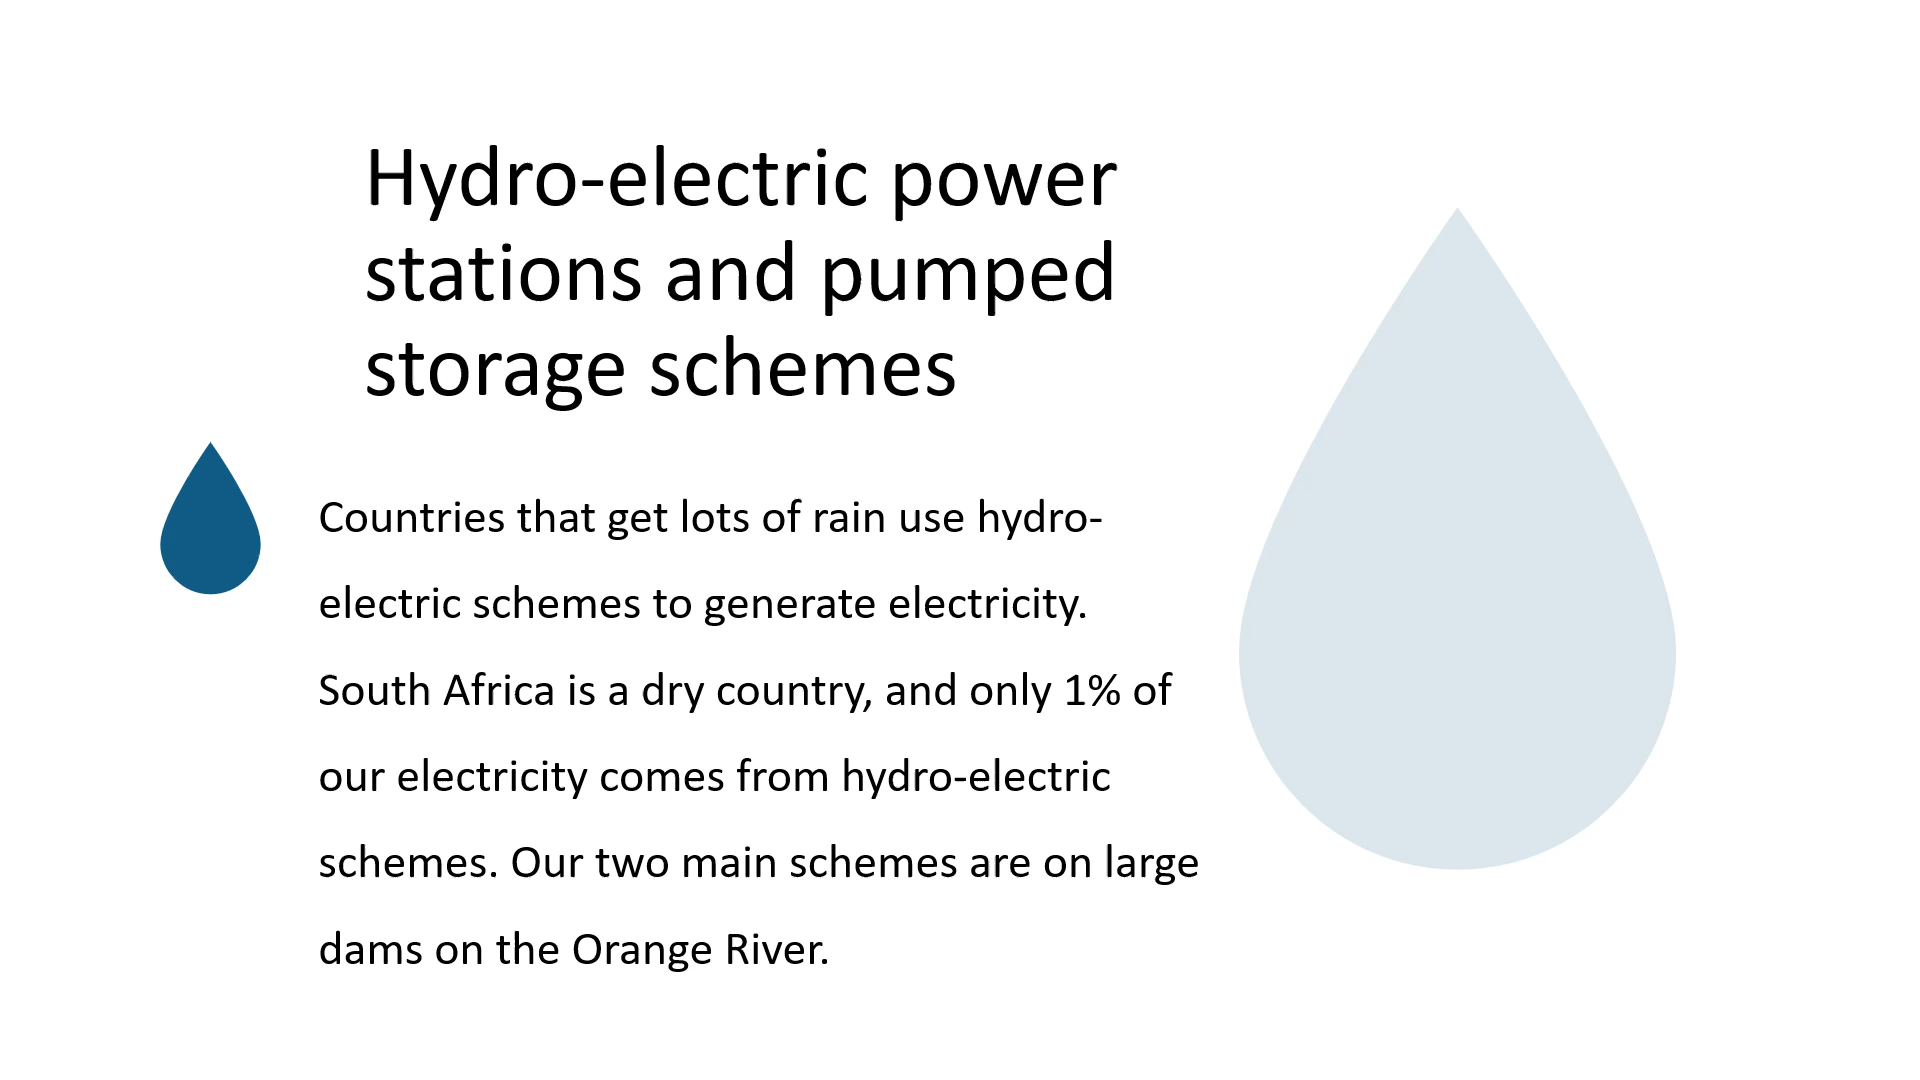 Hydro-electric power
stations and pumped
storage schemes
Countries that get lots of rain use hydro-
electric schemes to generate electricity.
South Africa is a dry country, and only 1% of
our electricity comes from hydro-electric
schemes. Our two main schemes are on large
dams on the Orange River.